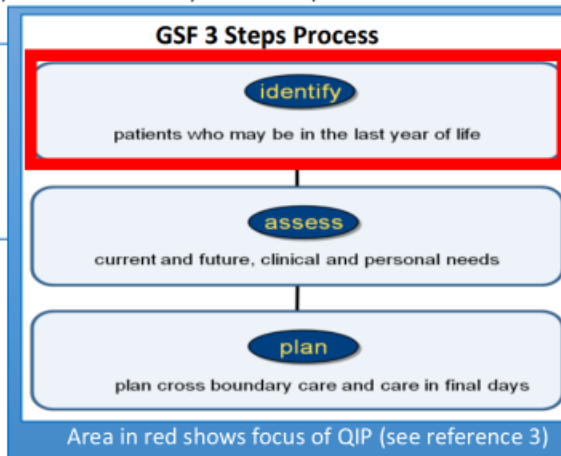 GSF 3 Steps Process
identify
patients who may be in the last year of life
assess
current and future, clinical and personal needs
plan
plan cross boundary care and care in final days
Area in red shows focus of QIP (see reference 3)